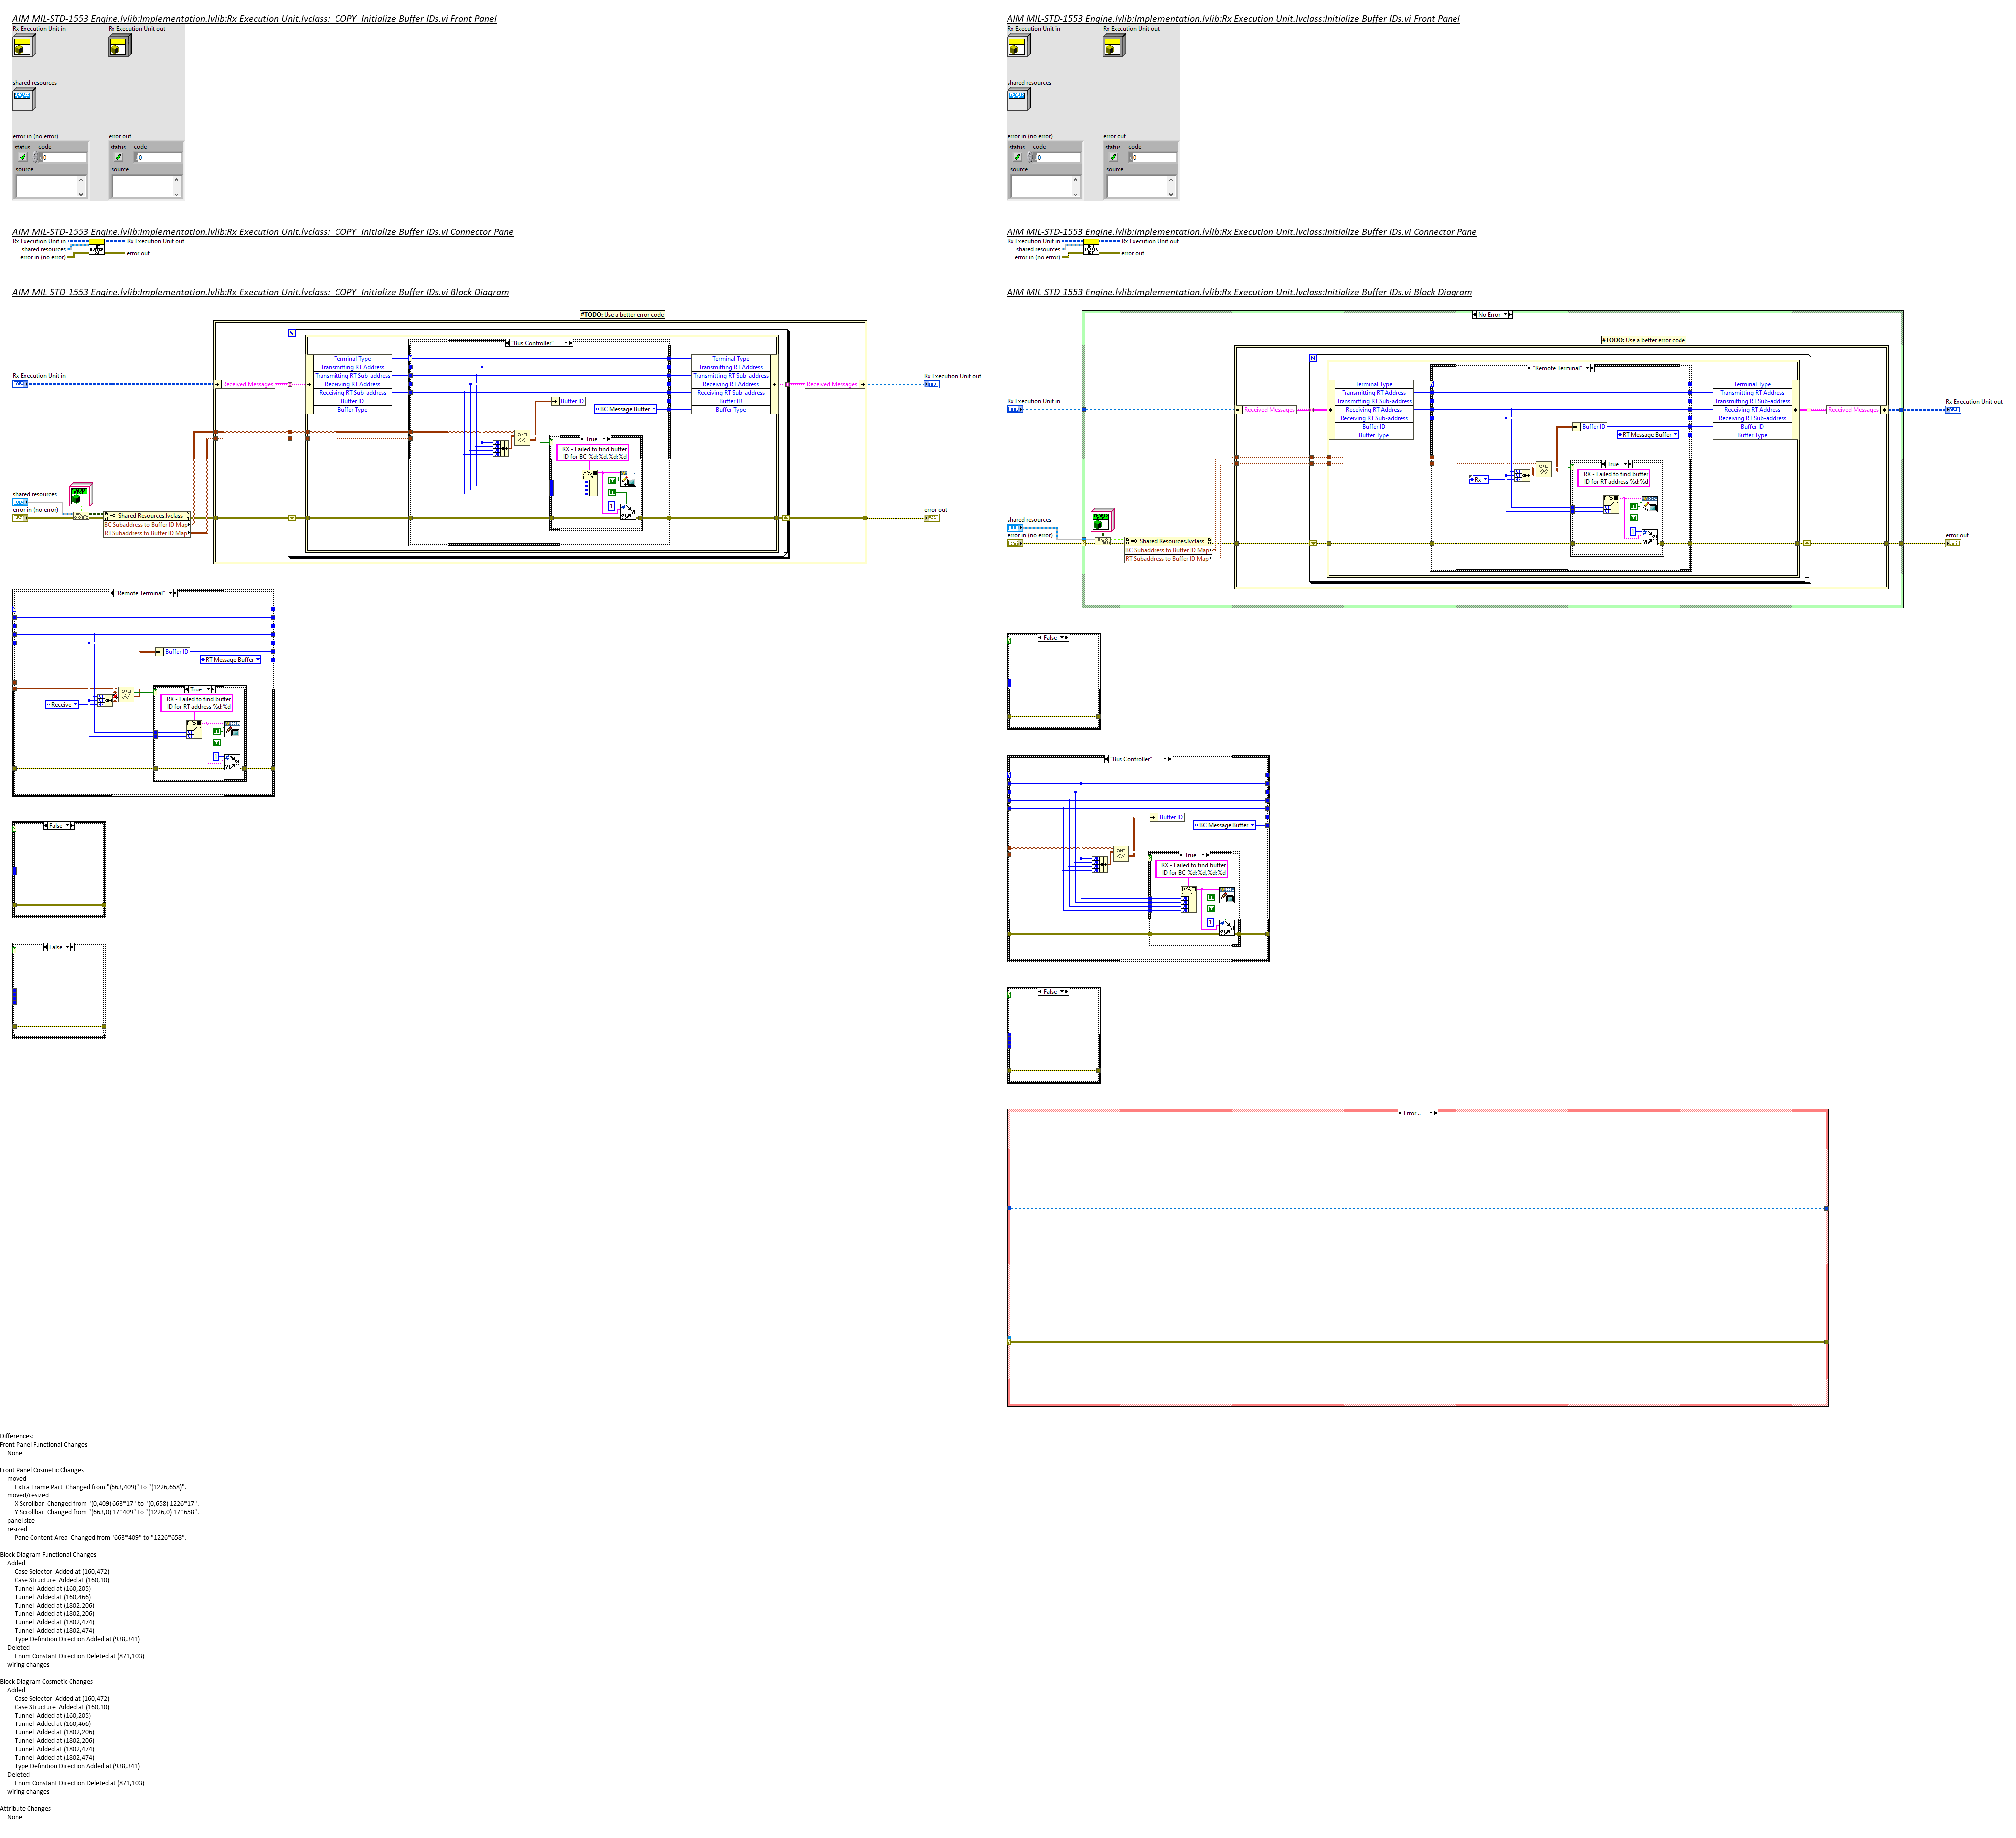 AIM MIL-STD-1553 Engine.lvlib:Implementation.lvlib:Rx Execution Unit.lvclass:_COPY_Initialize Buffer IDs.vi Front Panel
Rx Execution Unit in
Rx Execution Unit out
shared resources
error in (no error)
error out
status code
0
source
status code
0
source
AIM MIL-STD-1553 Engine.lvlib:Implementation.lvlib:Rx Execution Unit.lvclass:_COPY_Initialize Buffer IDs.vi Connector Pane
Rx Execution Unit in
Rx Execution Unit out
shared resources
error in (no error)
error out
AIM MIL-STD-1553 Engine.lvlib:Implementation.lvlib:Rx Execution Unit.lvclass:_COPY_Initialize Buffer IDs.vi Block Diagram
#TODO: Use a better error code
N
"Bus Controller"
Terminal Type
Transmitting RT Address
Transmitting RT Sub-address
Receiving RT Address
Receiving RT Sub-address
Buffer ID
Buffer Type
Terminal Type
Transmitting RT Address
Transmitting RT Sub-address
Receiving RT Address
Receiving RT Sub-address
Buffer ID
Buffer Type
Rx Execution Unit in
Received Messages
Received Messages
Rx Execution Unit out
Buffer ID
BC Message Buffer
True
RX - Failed to find buffer
ID for BC %d:%d,%d:%d
1
shared resources
error in (no error)
Shared Resources.lvclass
BC Subaddress to Buffer ID Map
RT Subaddress to Buffer ID Map
error out
"Remote Terminal"
Buffer ID
RT Message Buffer
Receive
True
RX - Failed to find buffer
ID for RT address %d:%d
1
False
False
AIM MIL-STD-1553 Engine.lvlib:Implementation.lvlib:Rx Execution Unit.lvclass:Initialize Buffer IDs.vi Front Panel
Rx Execution Unit in
Rx Execution Unit out
shared resources
error in (no error)
error out
status code
0
source
status code
0
source
AIM MIL-STD-1553 Engine.lvlib:Implementation.lvlib:Rx Execution Unit.lvclass:Initialize Buffer IDs.vi Connector Pane
Rx Execution Unit in
Rx Execution Unit out
shared resources
error in (no error)
error out
AIM MIL-STD-1553 Engine.lvlib:Implementation.lvlib:Rx Execution Unit.lvclass:Initialize Buffer IDs.vi Block Diagram
No Error
#TODO: Use a better error code
N
"Remote Terminal"
Terminal Type
Transmitting RT Address
Transmitting RT Sub-address
Receiving RT Address
Receiving RT Sub-address
Buffer ID
Buffer Type
Terminal Type
Transmitting RT Address
Transmitting RT Sub-address
Receiving RT Address
Receiving RT Sub-address
Buffer ID
Buffer Type
Rx Execution Unit in
Received Messages
Received Messages
Rx Execution Unit out
Buffer ID
RT Message Buffer
Rx
True
RX - Failed to find buffer
ID for RT address %d:%d
1
shared resources
error in (no error)
Shared Resources.lvclass
BC Subaddress to Buffer ID Map
RT Subaddress to Buffer ID Map
error out
False
"Bus Controller"
Buffer ID
BC Message Buffer
True
RX - Failed to find buffer
ID for BC %d:%d,%d:%d
1
False
Error ..
Differences:
Front Panel Functional Changes
None
Front Panel Cosmetic Changes
moved
Extra Frame Part Changed from "(663,409)" to "(1226,658)".
moved/resized
X Scrollbar Changed from "(0,409) 663*17" to "(0,658) 1226*17".
Y Scrollbar Changed from "(663,0) 17*409" to "(1226,0) 17*658".
panel size
resized
Pane Content Area Changed from "663*409" to "1226*658".
Block Diagram Functional Changes
Added
Case Selector Added at (160,472)
Case Structure Added at (160,10)
Tunnel Added at (160,205)
Tunnel Added at (160,466)
Tunnel Added at (1802,206)
Tunnel Added at (1802,206)
Tunnel Added at (1802,474)
Tunnel Added at (1802,474)
Type Definition Direction Added at (938,341)
Deleted
Enum Constant Direction Deleted at (871,103)
wiring changes
Block Diagram Cosmetic Changes
Added
Case Selector Added at (160,472)
Case Structure Added at (160,10)
Tunnel Added at (160,205)
Tunnel Added at (160,466)
Tunnel Added at (1802,206)
Tunnel Added at (1802,206)
Tunnel Added at (1802,474)
Tunnel Added at (1802,474)
Type Definition Direction Added at (938,341)
Deleted
Enum Constant Direction Deleted at (871,103)
wiring changes
Attribute Changes
None